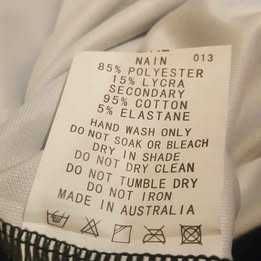 NAIN 013
85% POLYESTER
15% LYCRA
SECONDARY
95% COTTON
5% ELASTANE
HAND WASH ONLY
DO NOT SOAK OR BLEACH
DRY IN SHADE
DO NOT DRY CLEAN
DO NOT TUMBLE DRY
DO NOT IRON
MADE IN AUSTRALIA